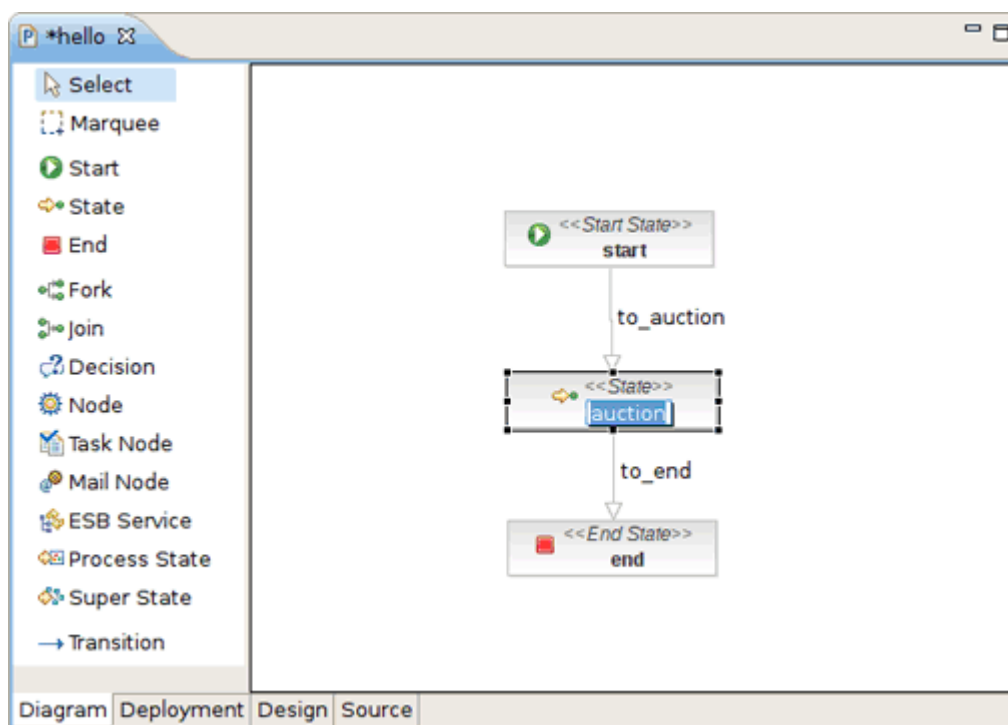 *hello
Select
Marquee
Start
State
End
Fork
Join
Decision
Node
Task Node
Mail Node
ESB Service
Process State
Super State
Transition
<<Start State>>
start
to_auction
<<State>>
auction
to_end
<<End State>>
end
Diagram Deployment Design Source